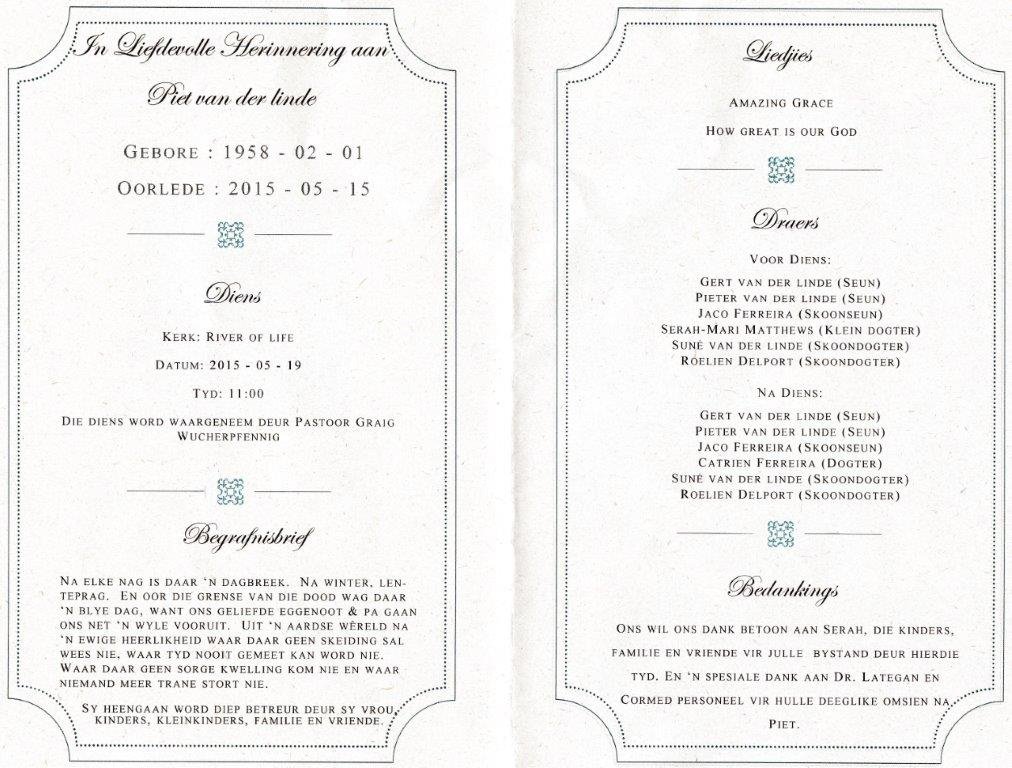 In Liefdevolle Herinnering aan
Piet van der linde
Gebore : 1958 - 02 - 01
Oorlede : 2015 - 05 - 15
Diens
Kerk: River of life
Datum: 2015 - 05 - 19
Tyd: 11:00
Die diens word waargeneem deur Pastoor Graig
Wucherpfennig
Begrafnisbrief
Na elke nag is daar ‘n dagbreek. Na winter, len-
teprag. En oor die grense van die dood wag daar
‘n blye dag, want ons geliefde eggenoot & pa gaan
ons net ‘n wyle vooruit. Uit ‘n aardse wêreld na
‘n ewige heerlikheid waar daar geen skeiding sal
wees nie, waar tyd nooit gemeet kan word nie.
Waar daar geen sorge kwelling kom nie en waar
niemand meer trane stort nie.
Sy heengaan word diep betreur deur sy vrou,
kinders, kleinkinders, familie en vriende.
Liedjies
Amazing Grace
How great is our God
Draers
Voor Diens:
Gert van der linde (Seun)
Pieter van der linde (Seun)
Jaco Ferreira (Skoonseun)
Serah-Mari Matthews (Klein dogter)
Suné van der linde (Skoondogter)
Roelien Delport (Skoondogter)
Na Diens:
Gert van der linde (Seun)
Pieter van der linde (Seun)
Jaco Ferreira (Skoonseun)
Catrien Ferreira (Dogter)
Suné van der linde (Skoondogter)
Roelien Delport (Skoondogter)
Bedankings
Ons wil ons dank betoon aan Serah, die kinders,
familie en vriende vir julle bystand deur hierdie
tyd. En ‘n spesiale dank aan Dr. Lategan en
Cormed personeel vir hulle deeglike omsien na
Piet.